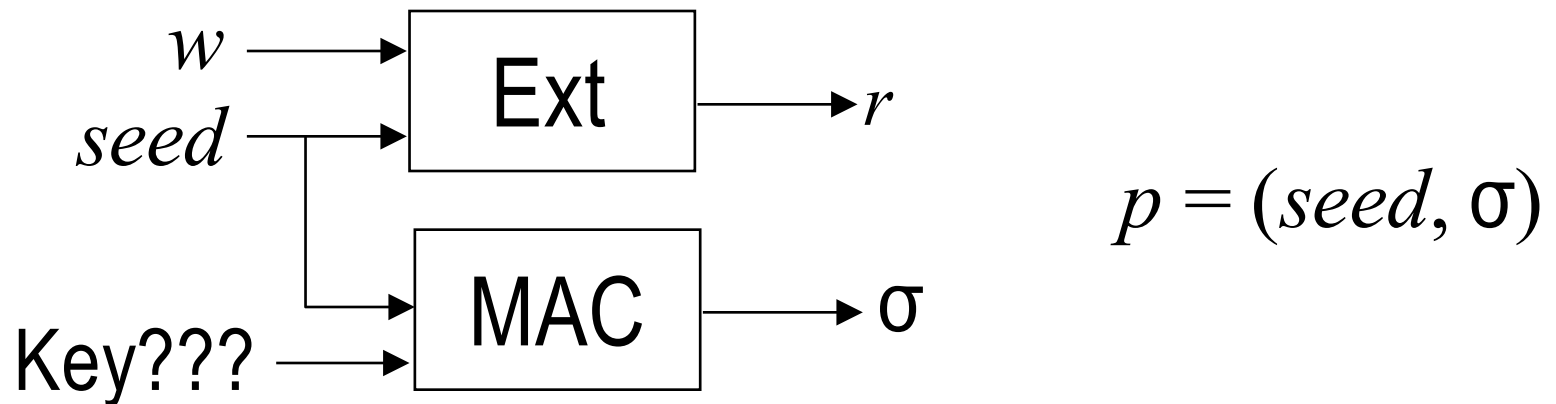 w
Ext
r
seed
p = (seed, σ)
MAC
σ
Key???